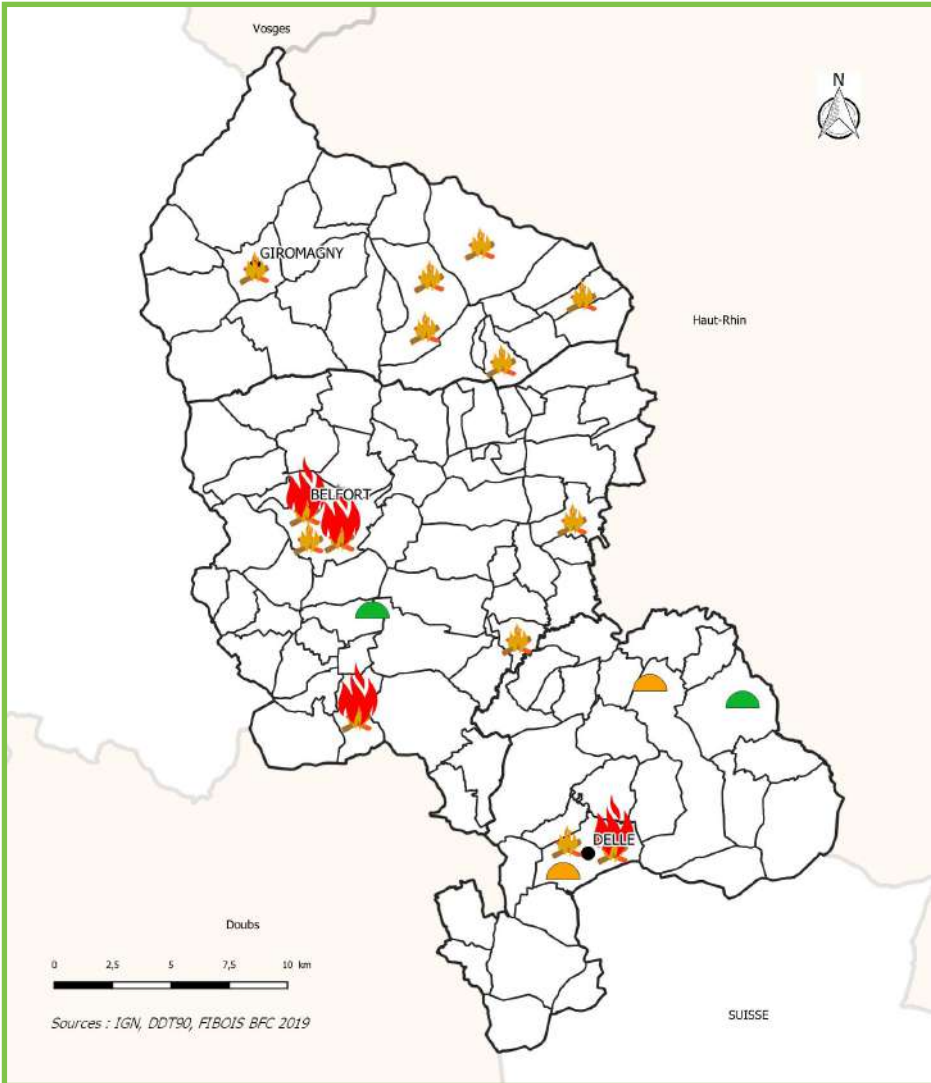 Vosges
N
GIROMAGNY
Haut-Rhin
BELFORT
DELLE
Doubs
0 2,5 5 7,5 10 km
Sources : IGN, DDT90, FIBOIS BFC 2019
SUISSE